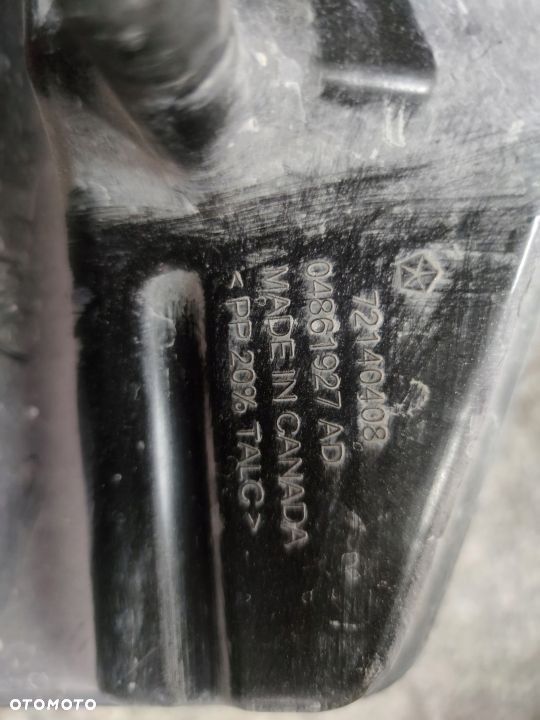 72140408
04861927 AD
MADE IN CANADA
< PP 20% TALC >
OTOMOTO